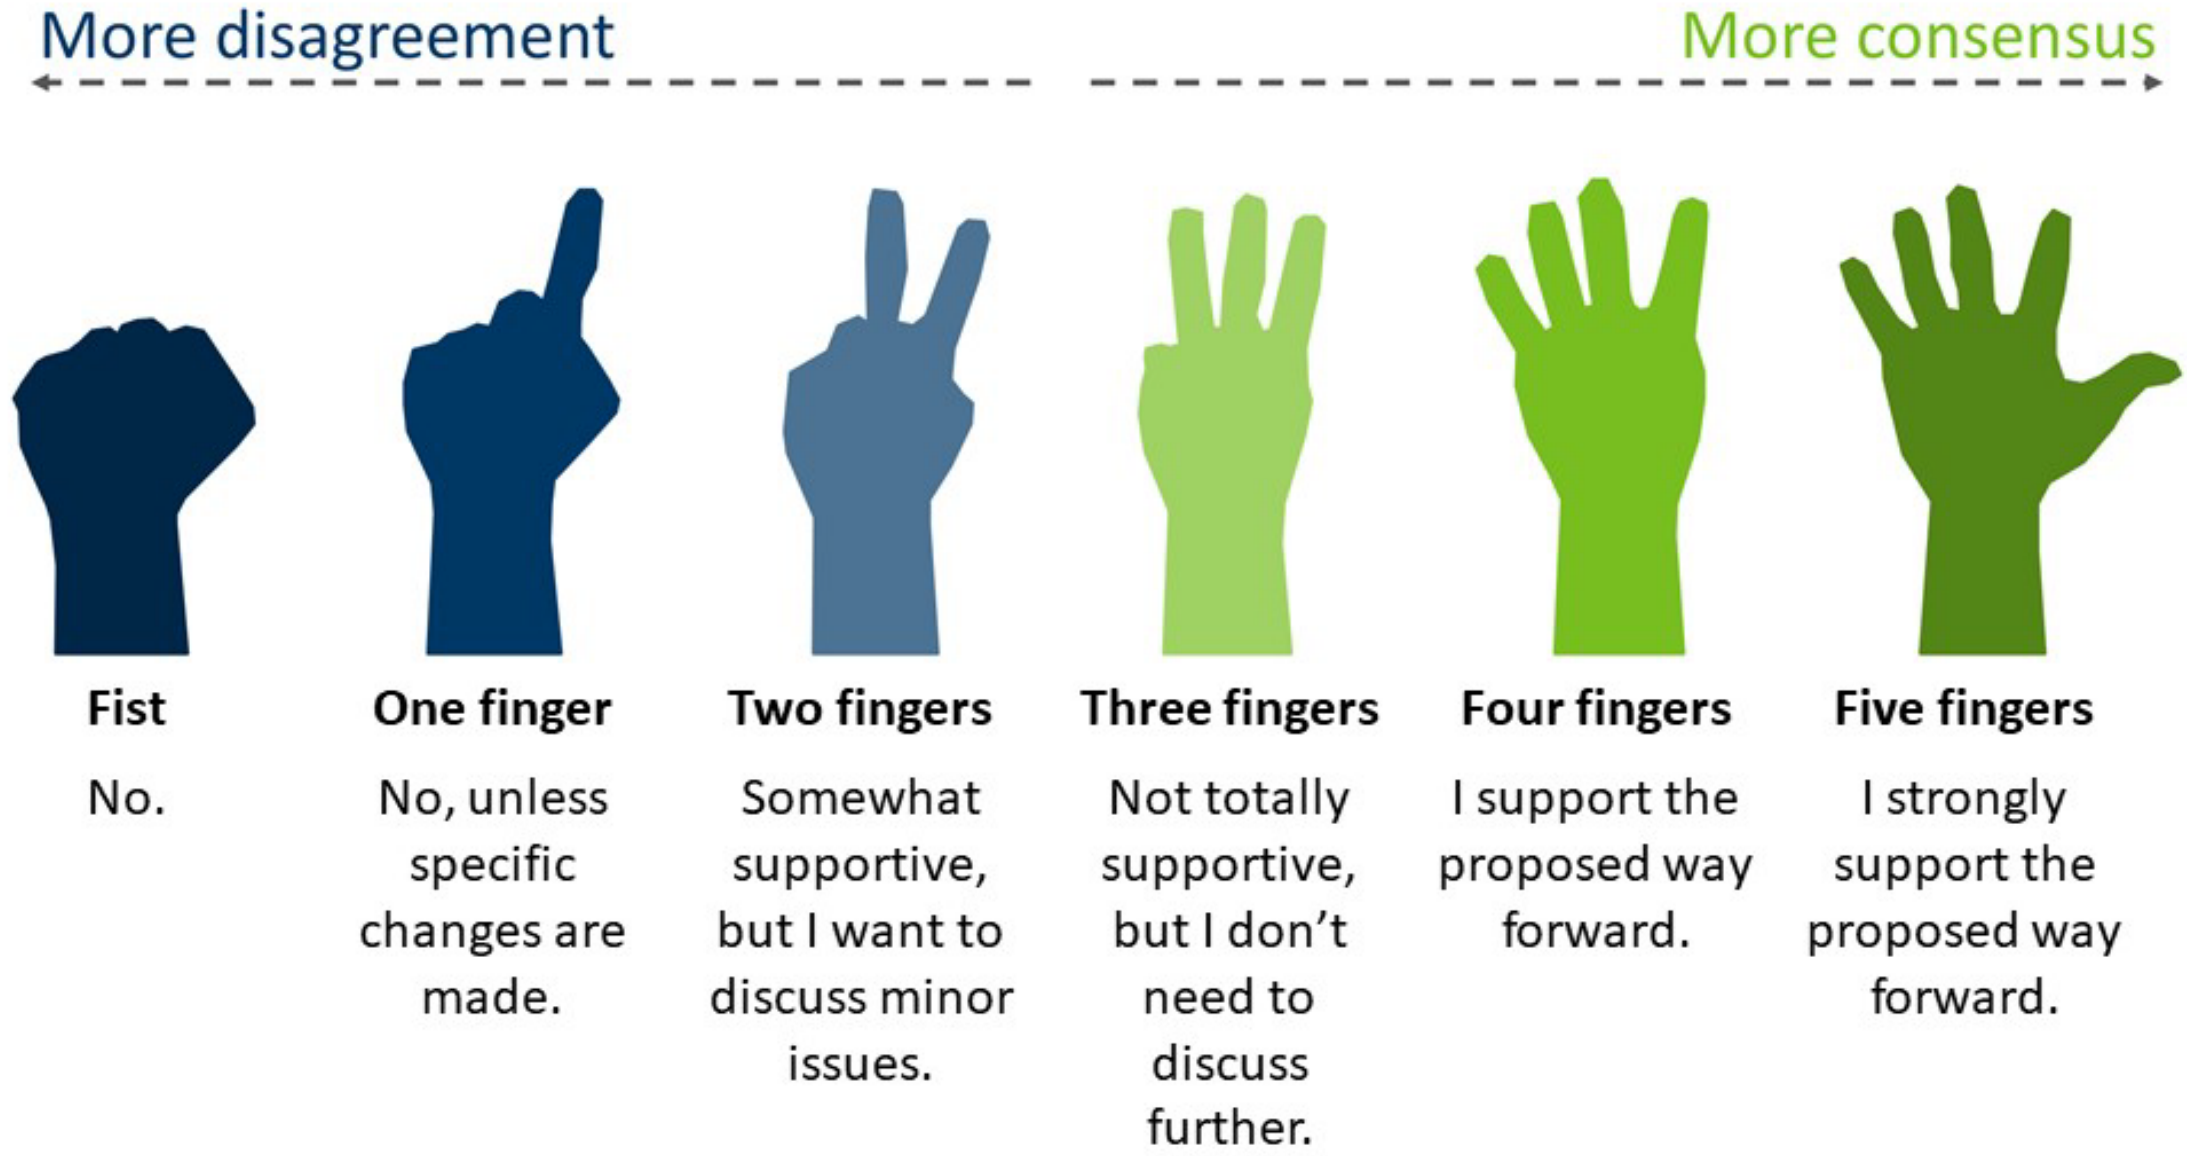 More disagreement
More consensus
Fist
No.
One finger
No, unless
specific
changes are
made.
Two fingers
Somewhat
supportive,
but I want to
discuss minor
issues.
Three fingers
Not totally
supportive,
but I don’t
need to
discuss
further.
Four fingers
I support the
proposed way
forward.
Five fingers
I strongly
support the
proposed way
forward.